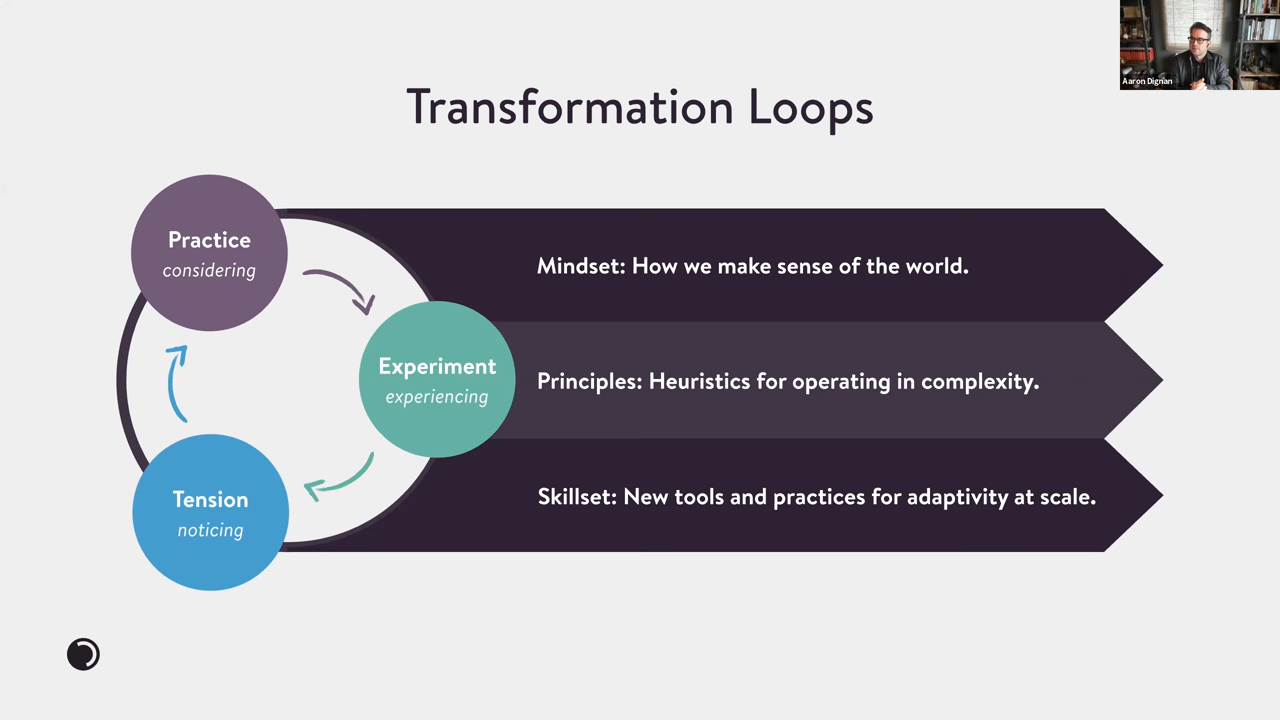 Aaron Dignan
Transformation Loops
Practice
considering
Mindset: How we make sense of the world.
Experiment
experiencing
Principles: Heuristics for operating in complexity.
Tension
noticing
Skillset: New tools and practices for adaptivity at scale.